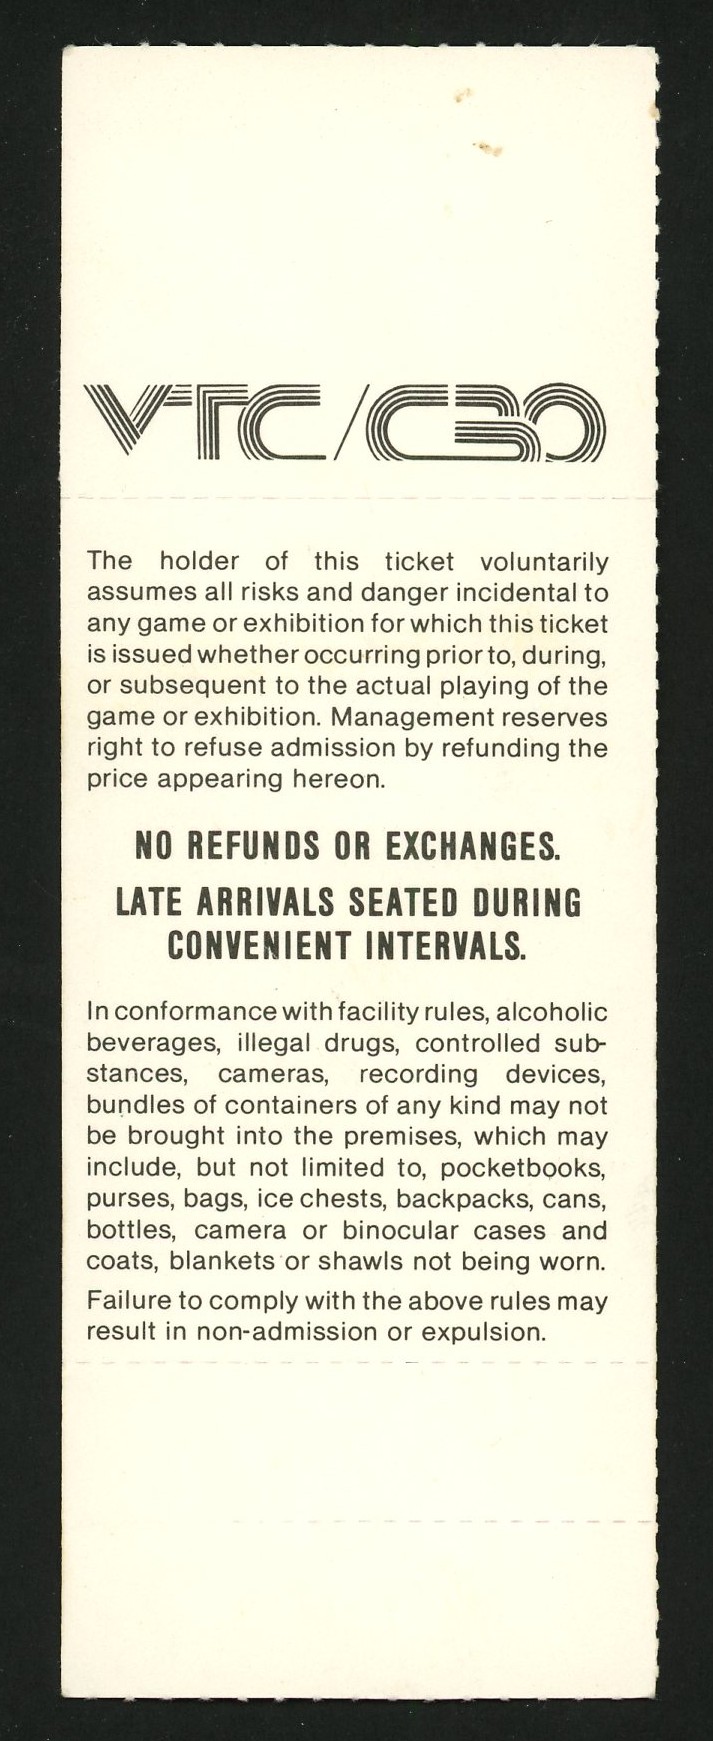 VTC/CBO
The holder of this ticket voluntarily
assumes all risks and danger incidental to
any game or exhibition for which this ticket
is issued whether occurring prior to, during,
or subsequent to the actual playing of the
game or exhibition. Management reserves
right to refuse admission by refunding the
price appearing hereon.
NO REFUNDS OR EXCHANGES.
LATE ARRIVALS SEATED DURING
CONVENIENT INTERVALS.
In conformance with facility rules, alcoholic
beverages, illegal drugs, controlled sub-
stances, cameras, recording devices,
bundles of containers of any kind may not
be brought into the premises, which may
include, but not limited to, pocketbooks,
purses, bags, ice chests, backpacks, cans,
bottles, camera or binocular cases and
coats, blankets or shawls not being worn.
Failure to comply with the above rules may
result in non-admission or expulsion.